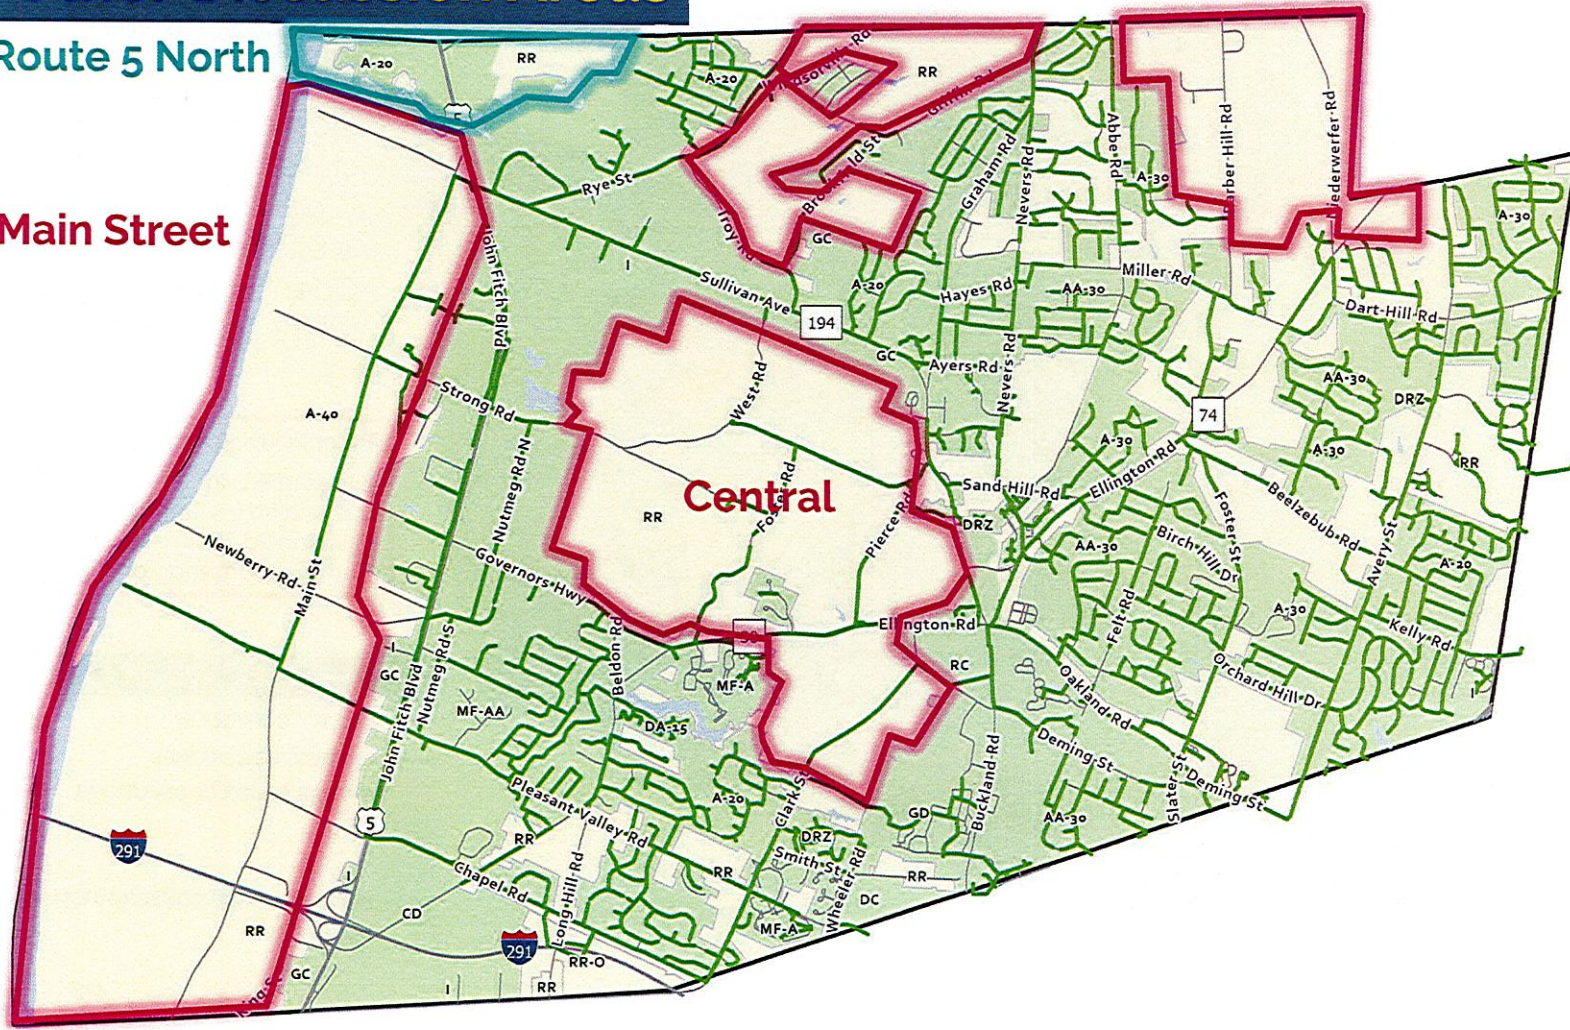 Areas
Route 5 North
Main Street
Central
A-20
RR
5
A-20
RR
Rye St
Troy Rd
GC
I
Sullivan Ave
194
A-20
Hayes Rd
Graham Rd
Nevers Rd
Abbe Rd
A-30
Miller Rd
AA-30
A-30
Dart Hill Rd
John Fitch Blvd
GC
Ayers Rd
Nevers Rd
AA-30
DRZ
74
A-40
Strong Rd
West Rd
Nutmeg Rd N
A-30
Ellington Rd
A-30
RR
RR
Foster Rd
Pierce Rd
Sand Hill Rd
DRZ
Foster St
Beelzebub Rd
Avery St
Newberry Rd
Main St
Governors Hwy
AA-30
Birch Hill Dr
A-20
Felt Rd
A-30
Kelly Rd
Ellington Rd
Beldon Rd
I
GC
John Fitch Blvd
Nutmeg Rd S
MF-AA
MF-A
DA-15
RC
Oakland Rd
Orchard Hill Dr
I
Deming St
Buckland Rd
Slater St
Deming St
A-20
Clark St
Pleasant Valley Rd
GD
AA-30
5
291
RR
DRZ
Smith St
RR
RR
Wheeler Rd
DC
Chapel Rd
Long Hill Rd
I
CD
RR
291
MF-A
RR-O
GC
I
RR